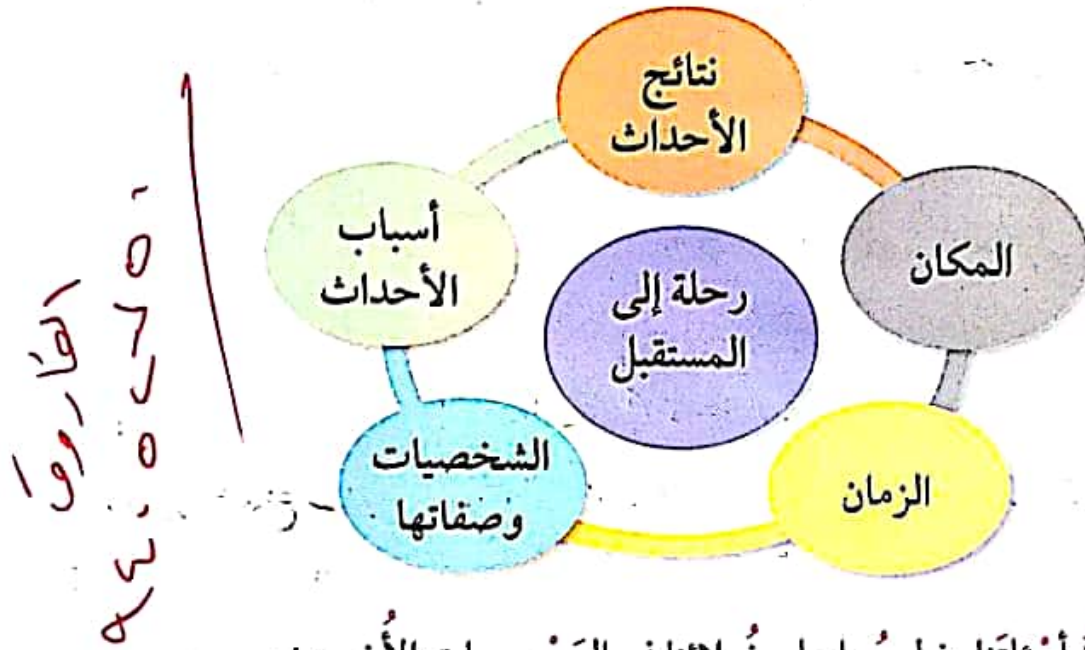 نتائج
الأحداث
المكان
أسباب
الأحداث
رحلة إلى
المستقبل
الزمان
الشخصيات
وصفاتها